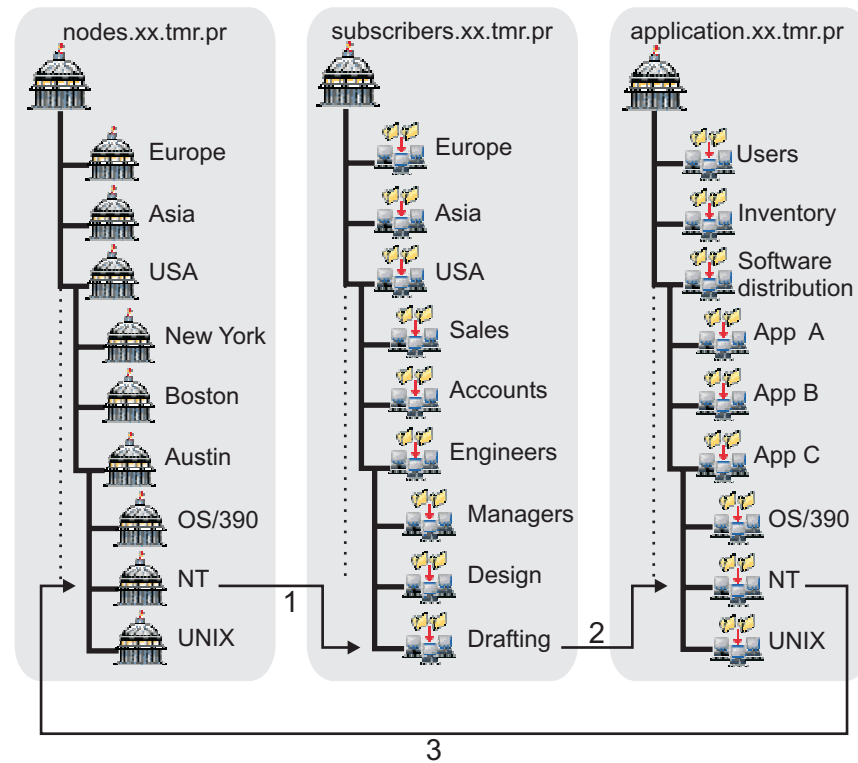 nodes.xx.tmr.pr
Europe
Asia
USA
New York
Boston
Austin
OS/390
NT
UNIX
subscribers.xx.tmr.pr
Europe
Asia
USA
Sales
Accounts
Engineers
Managers
Design
Drafting
application.xx.tmr.pr
Users
Inventory
Software
distribution
App A
App B
App C
OS/390
NT
UNIX
1
2
3